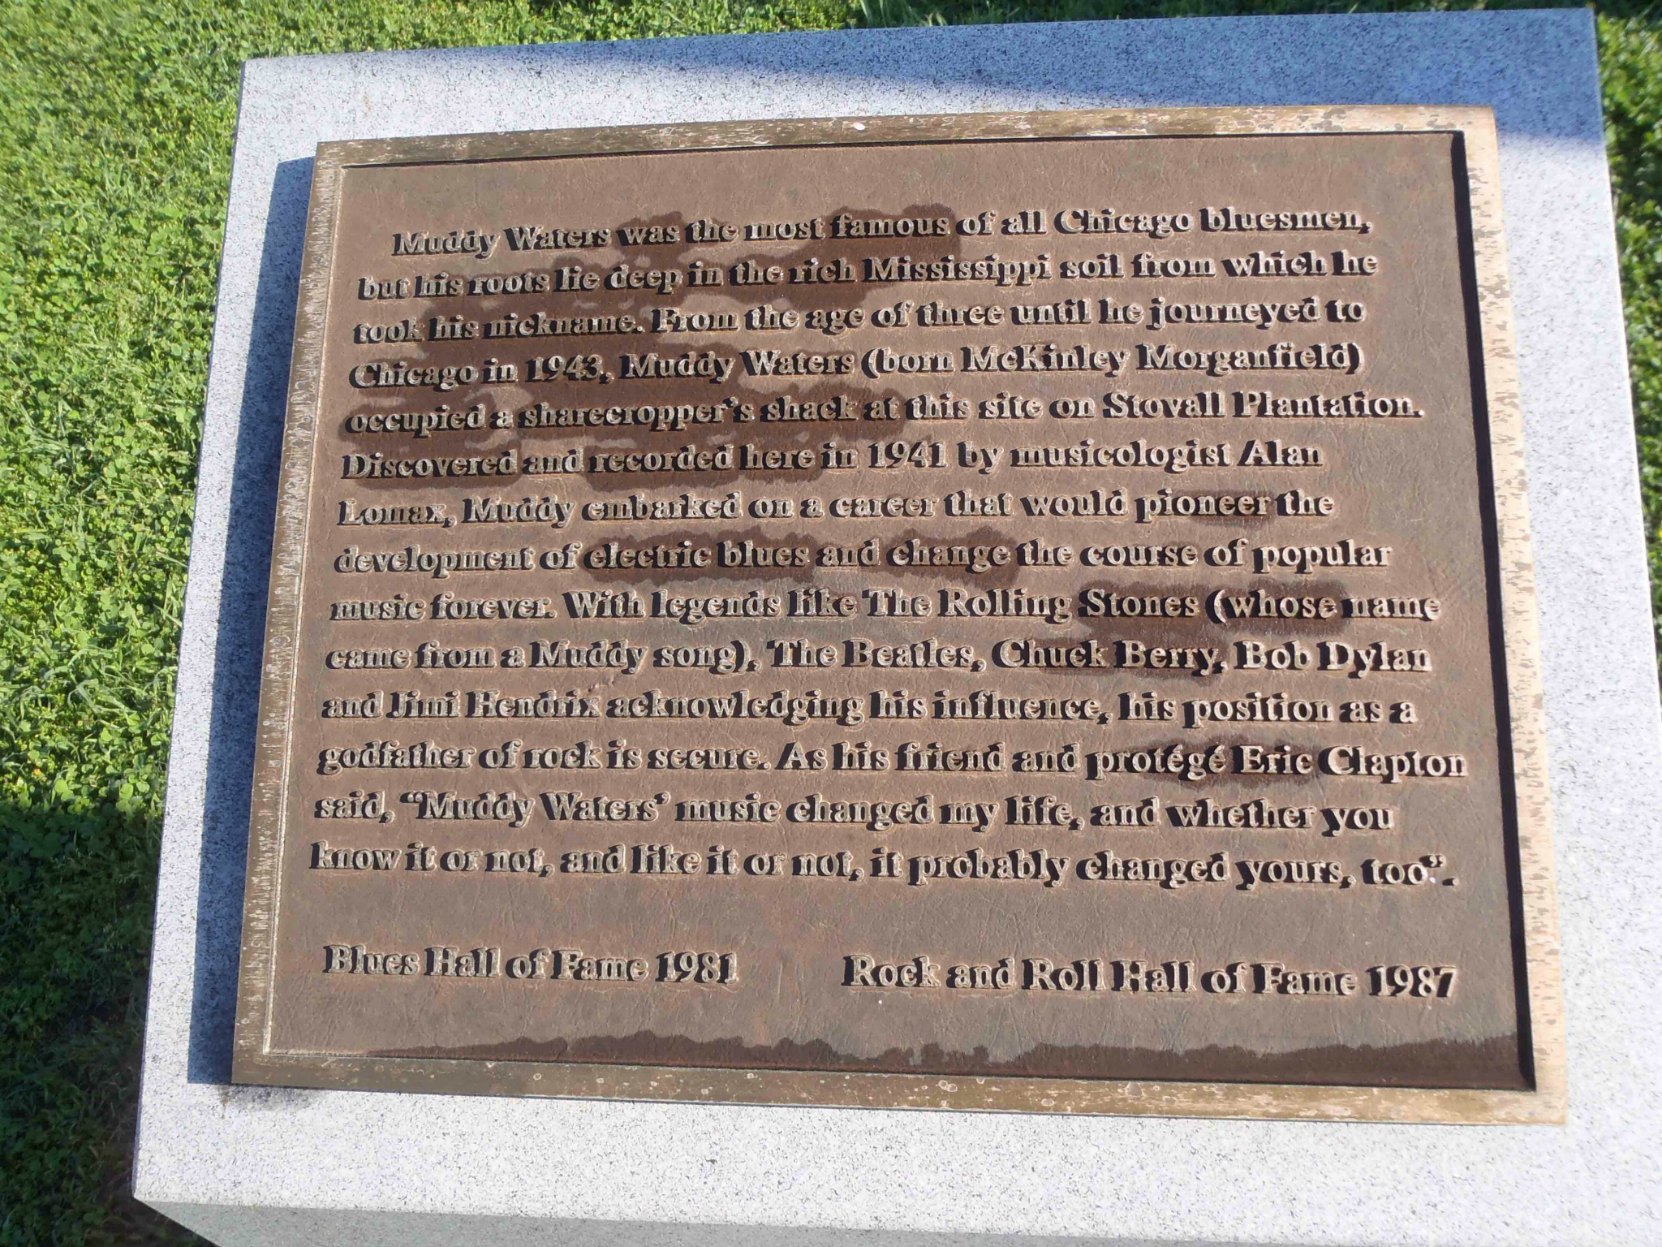 Muddy Waters was the most famous of all Chicago bluesmen,
but his roots lie deep in the rich Mississippi soil from which he
took his nickname. From the age of three until he journeyed to
Chicago in 1943, Muddy Waters (born McKinley Morganfield)
occupied a sharecropper's shack at this site on Stovall Plantation.
Discovered and recorded here in 1941 by musicologist Alan
Lomax, Muddy embarked on a career that would pioneer the
development of electric blues and change the course of popular
music forever. With legends like The Rolling Stones (whose name
came from a Muddy song), The Beatles, Chuck Berry, Bob Dylan
and Jimi Hendrix acknowledging his influence, his position as a
godfather of rock is secure. As his friend and protégé Eric Clapton
said, “Muddy Waters’ music changed my life, and whether you
know it or not, and like it or not, it probably changed yours, too”.
Blues Hall of Fame 1981 Rock and Roll Hall of Fame 1987